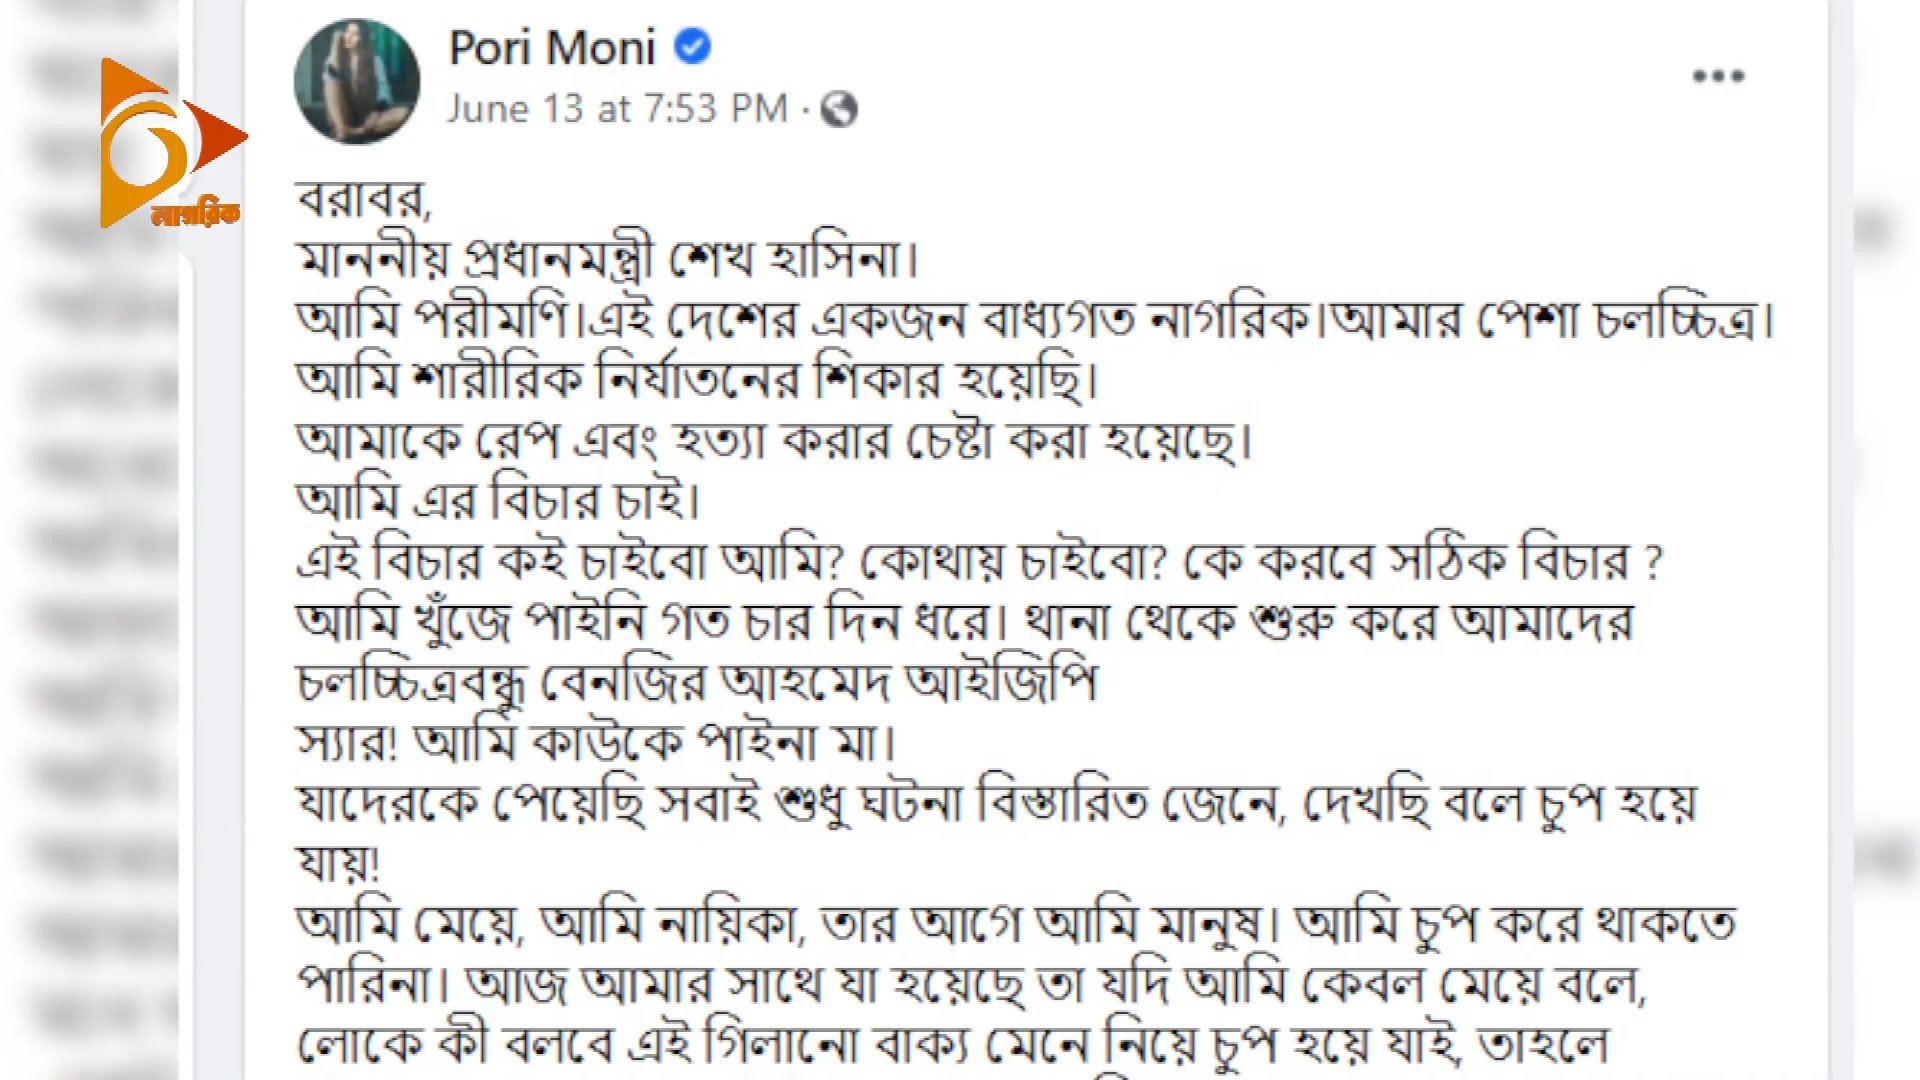 Pori Moni
June 13 at 7:53 PM ·
নাগরিক
বরাবর,
মাননীয় প্রধানমন্ত্রী শেখ হাসিনা।
আমি পরীমণি।এই দেশের একজন বাধ্যগত নাগরিক।আমার পেশা চলচ্চিত্র।
আমি শারীরিক নির্যাতনের শিকার হয়েছি।
আমাকে রেপ এবং হত্যা করার চেষ্টা করা হয়েছে।
আমি এর বিচার চাই।
এই বিচার কই চাইবো আমি? কোথায় চাইবো? কে করবে সঠিক বিচার ?
আমি খুঁজে পাইনি গত চার দিন ধরে। থানা থেকে শুরু করে আমাদের
চলচ্চিত্রবন্ধু বেনজির আহমেদ আইজিপি
স্যার! আমি কাউকে পাইনা মা।
যাদেরকে পেয়েছি সবাই শুধু ঘটনা বিস্তারিত জেনে, দেখছি বলে চুপ হয়ে
যায়!
আমি মেয়ে, আমি নায়িকা, তার আগে আমি মানুষ। আমি চুপ করে থাকতে
পারিনা। আজ আমার সাথে যা হয়েছে তা যদি আমি কেবল মেয়ে বলে,
লোকে কী বলবে এই গিলানো বাক্য মেনে নিয়ে চুপ হয়ে যাই, তাহলে